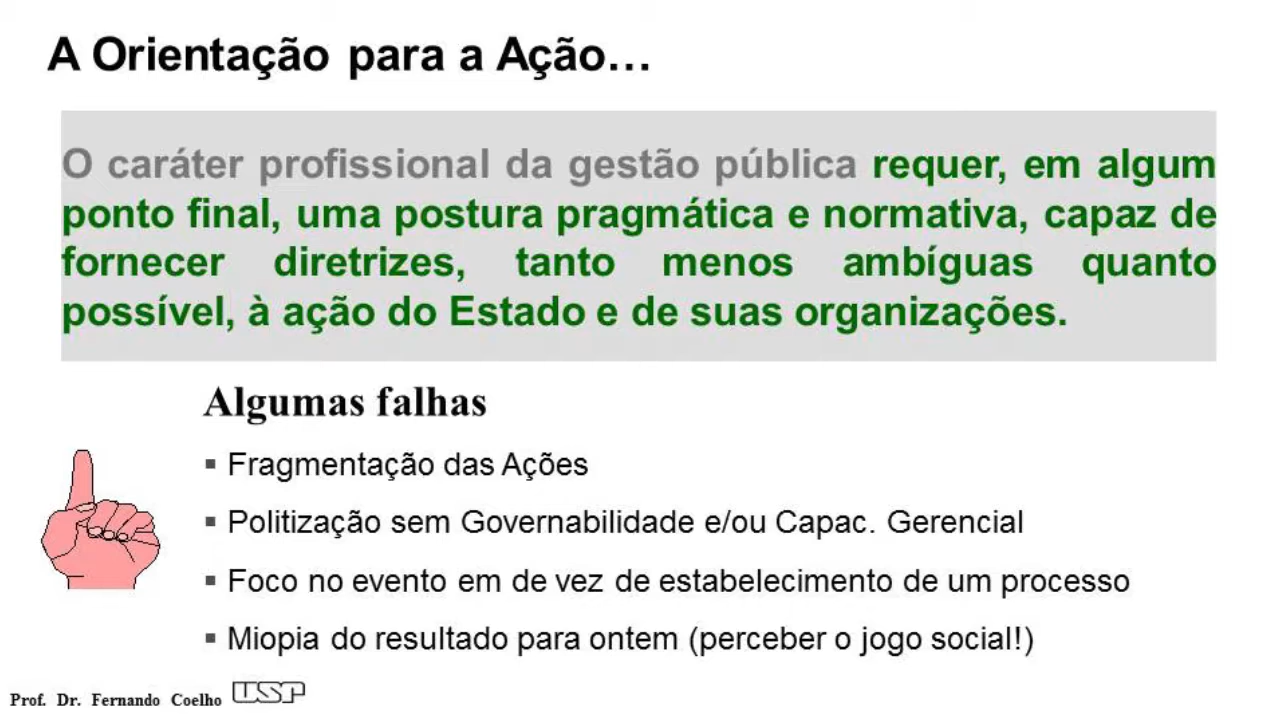 A Orientação para a Ação...
O caráter profissional da gestão pública requer, em algum
ponto final, uma postura pragmática e normativa, capaz de
fornecer diretrizes, tanto menos ambíguas quanto
possível, à ação do Estado e de suas organizações.
Algumas falhas
▪ Fragmentação das Ações
▪ Politização sem Governabilidade e/ou Capac. Gerencial
▪ Foco no evento em de vez de estabelecimento de um processo
▪ Miopia do resultado para ontem (perceber o jogo social!)
Prof. Dr. Fernando Coelho USP